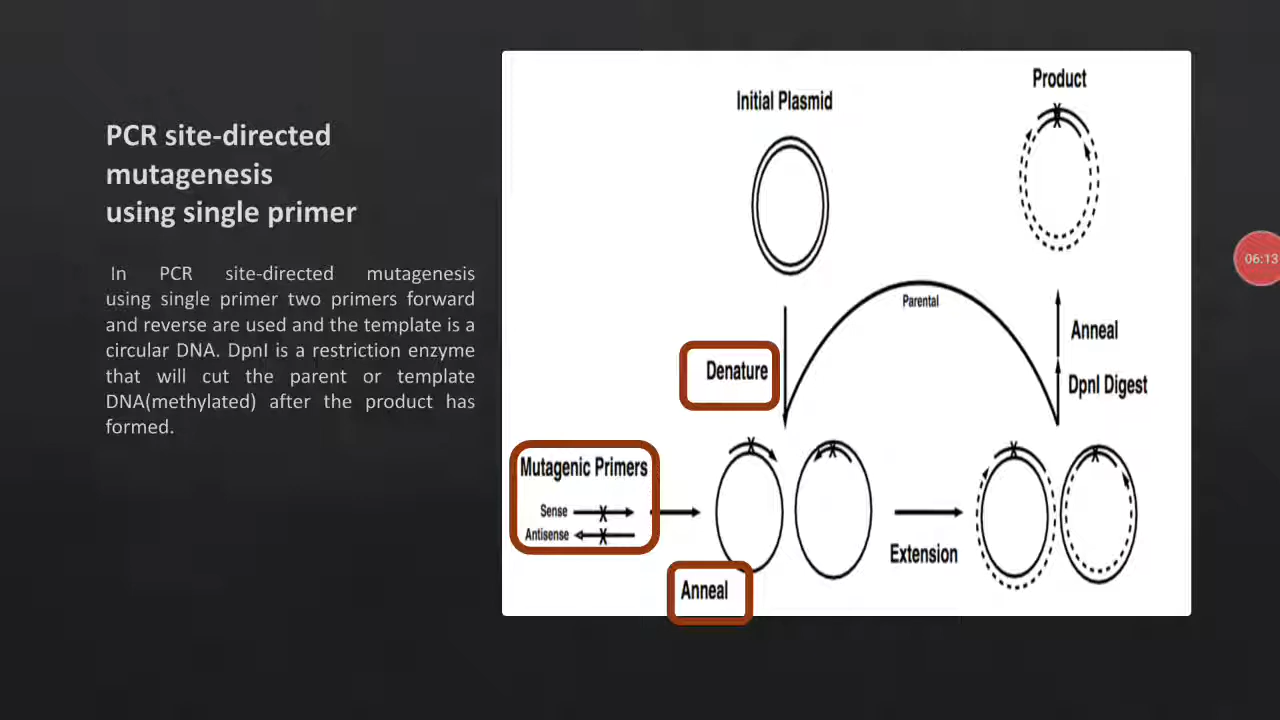 PCR site-directed
mutagenesis
using single primer
In PCR site-directed mutagenesis
using single primer two primers forward
and reverse are used and the template is a
circular DNA. DpnI is a restriction enzyme
that will cut the parent or template
DNA(methylated) after the product has
formed.
Initial Plasmid
Product
Parental
Denature
Anneal
DpnI Digest
Mutagenic Primers
Sense
Antisense
Anneal
Extension
X
X
X
X
X
X
X
06:13